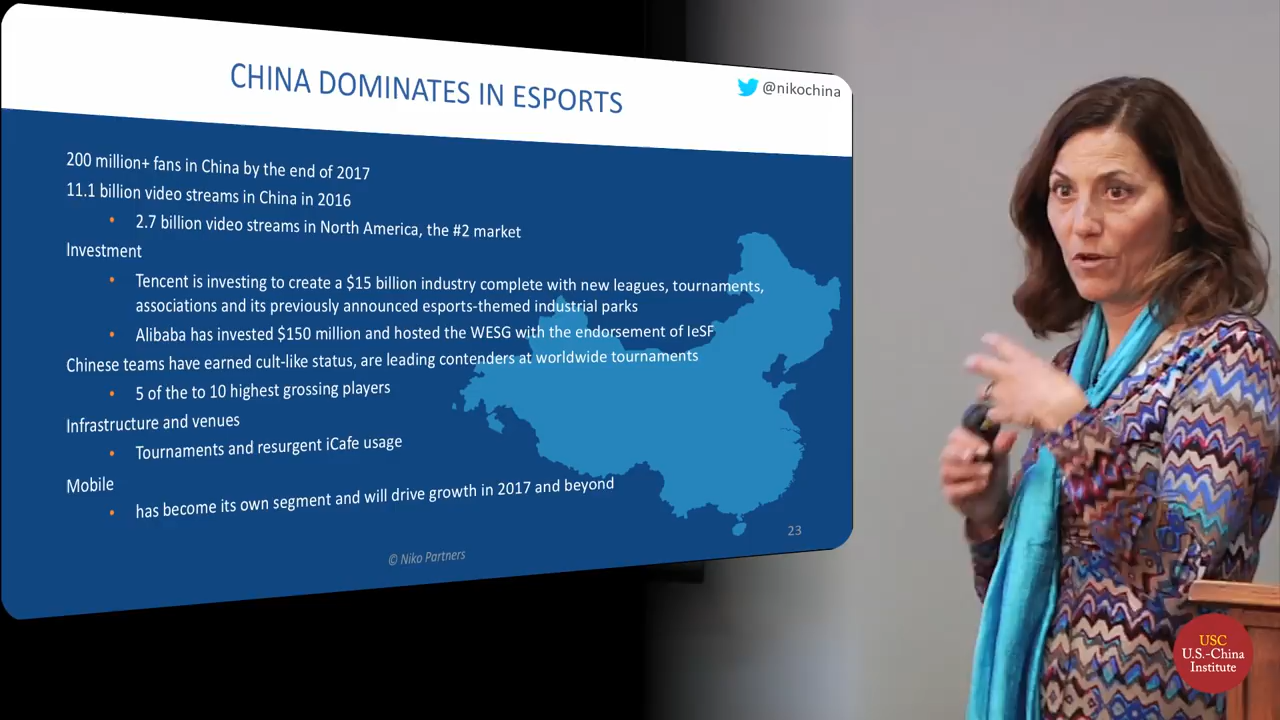 CHINA DOMINATES IN ESPORTS
@nikochina
200 million+ fans in China by the end of 2017
11.1 billion video streams in China in 2016
• 2.7 billion video streams in North America, the #2 market
Investment
• Tencent is investing to create a $15 billion industry complete with new leagues, tournaments,
associations and its previously announced esports-themed industrial parks
• Alibaba has invested $150 million and hosted the WESG with the endorsement of IeSF
Chinese teams have earned cult-like status, are leading contenders at worldwide tournaments
• 5 of the to 10 highest grossing players
Infrastructure and venues
• Tournaments and resurgent iCafe usage
Mobile
• has become its own segment and will drive growth in 2017 and beyond
23
© Niko Partners
USC
U.S.-China
Institute